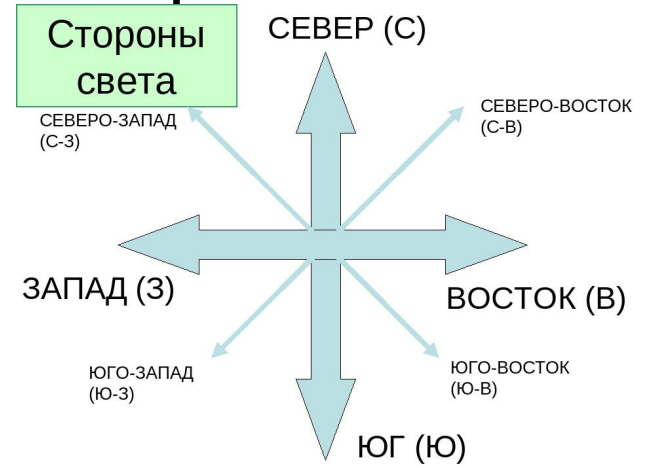 Стороны
света
СЕВЕР (С)
СЕВЕРО-ЗАПАД
(С-З)
СЕВЕРО-ВОСТОК
(С-В)
ЗАПАД (З)
ВОСТОК (В)
ЮГО-ЗАПАД
(Ю-З)
ЮГО-ВОСТОК
(Ю-В)
ЮГ (Ю)